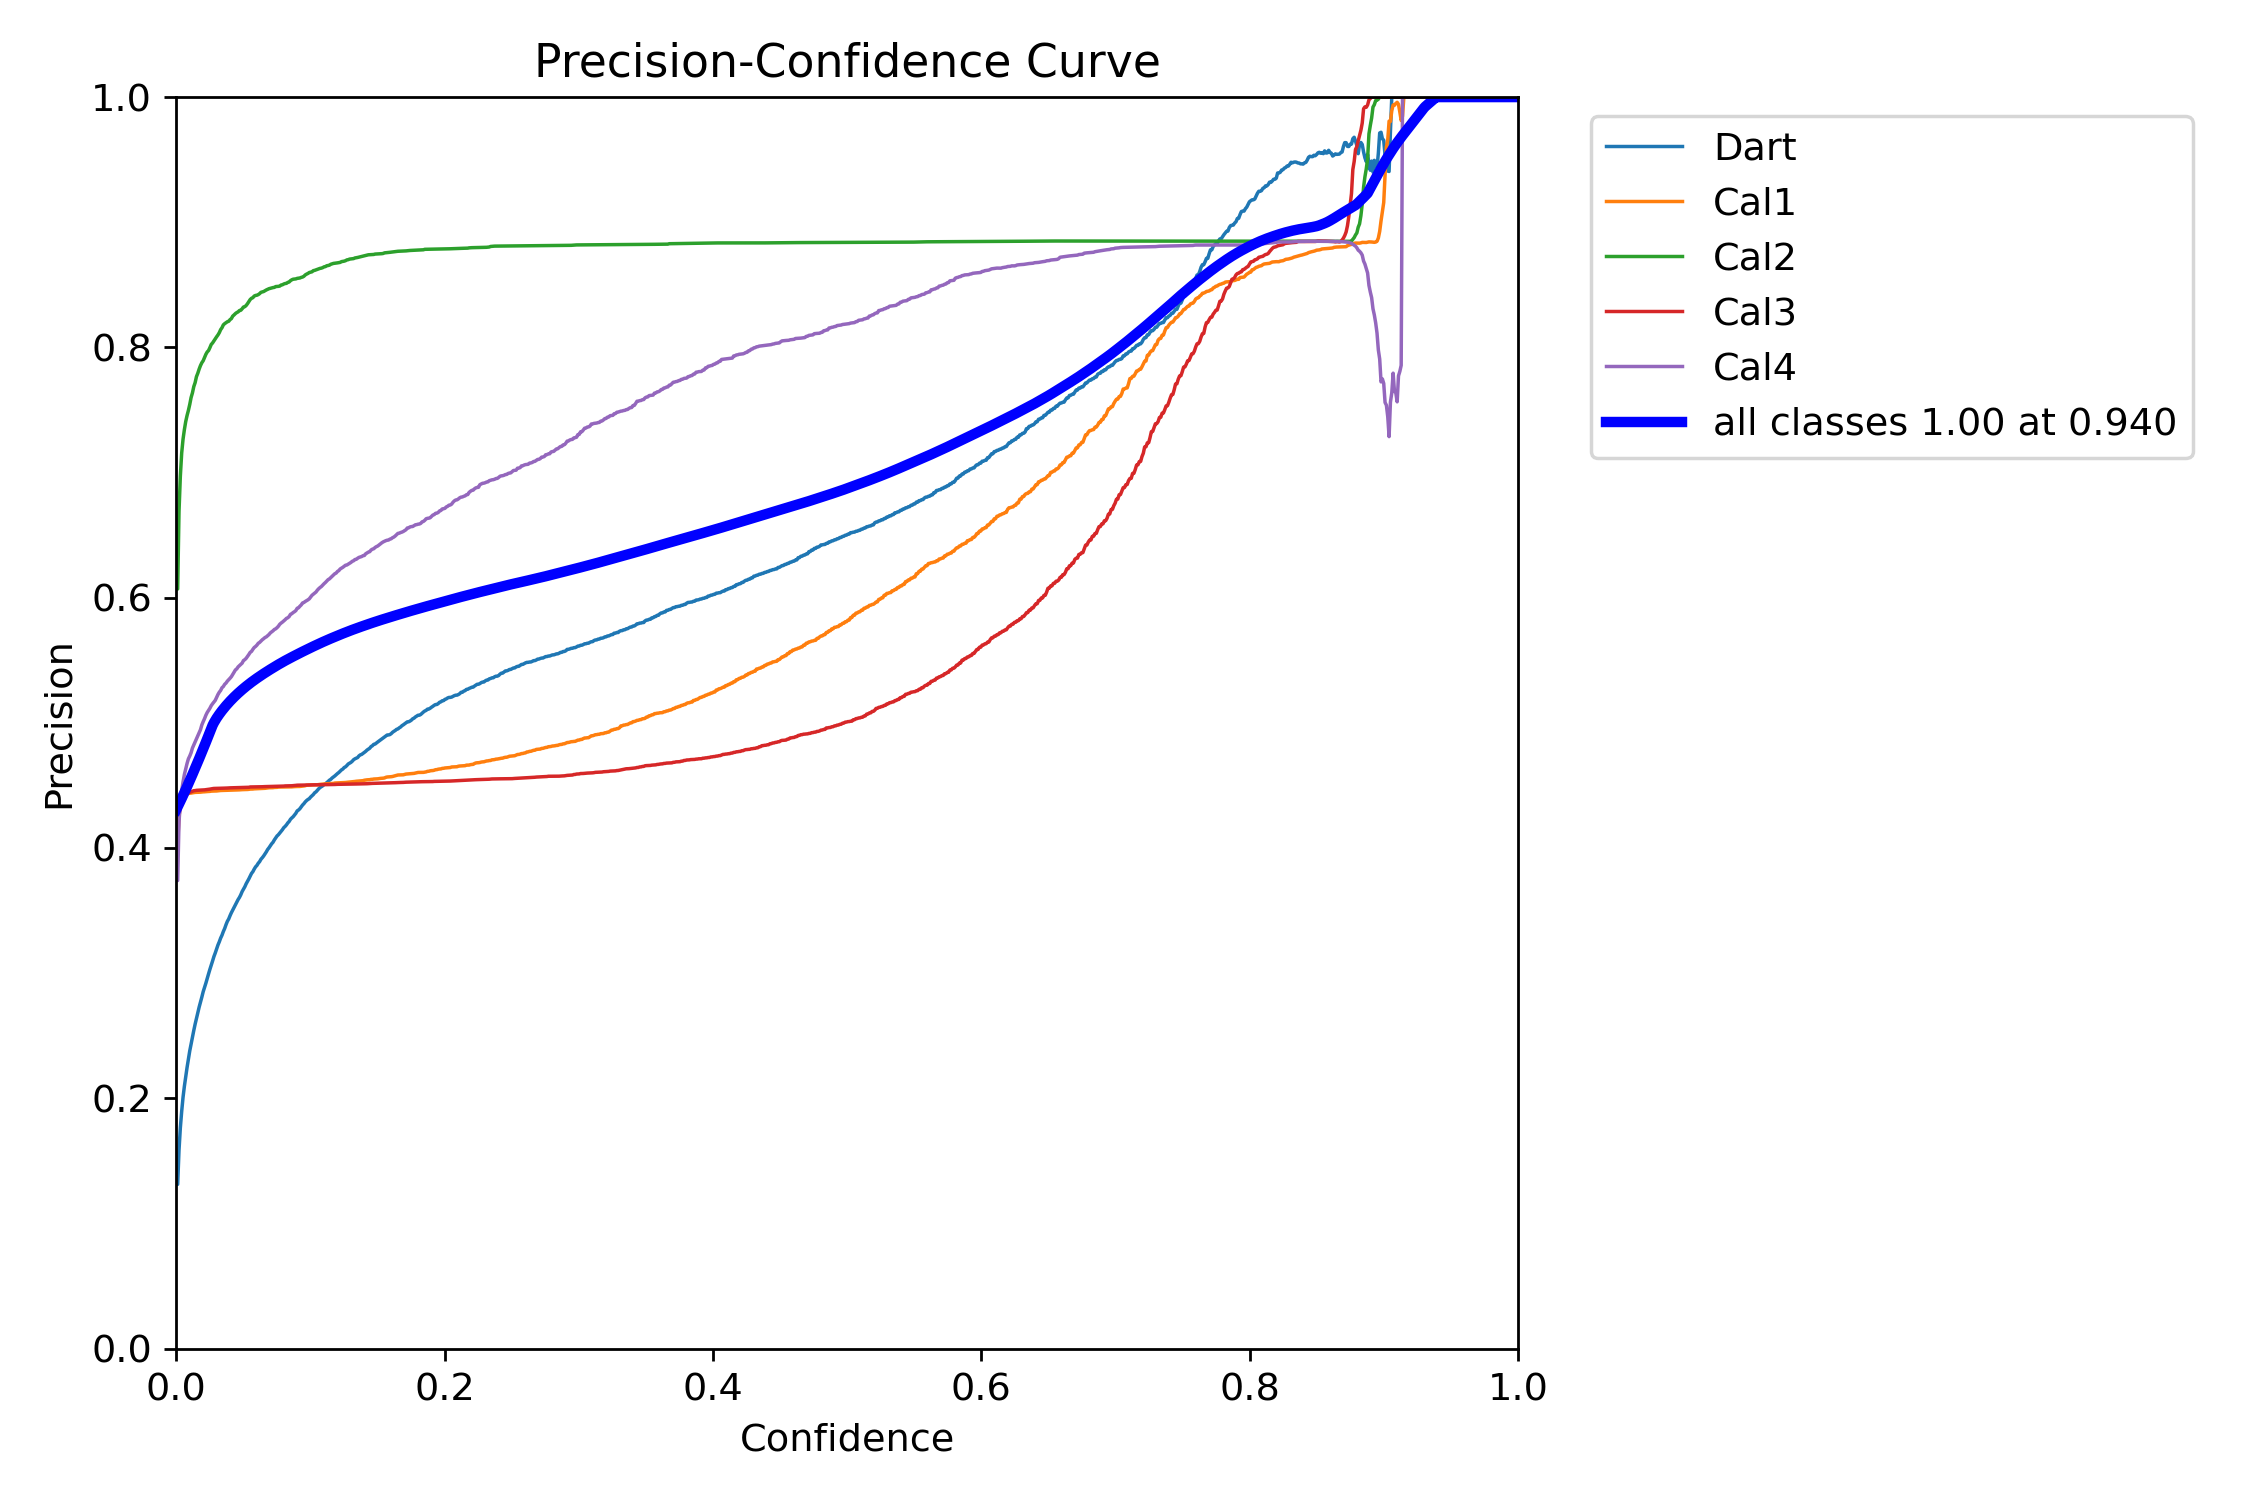 Precision-Confidence Curve
1.0
0.8
0.6
0.4
0.2
0.0
Precision
0.0 0.2 0.4 0.6 0.8 1.0
Confidence
Dart
Cal1
Cal2
Cal3
Cal4
all classes 1.00 at 0.940